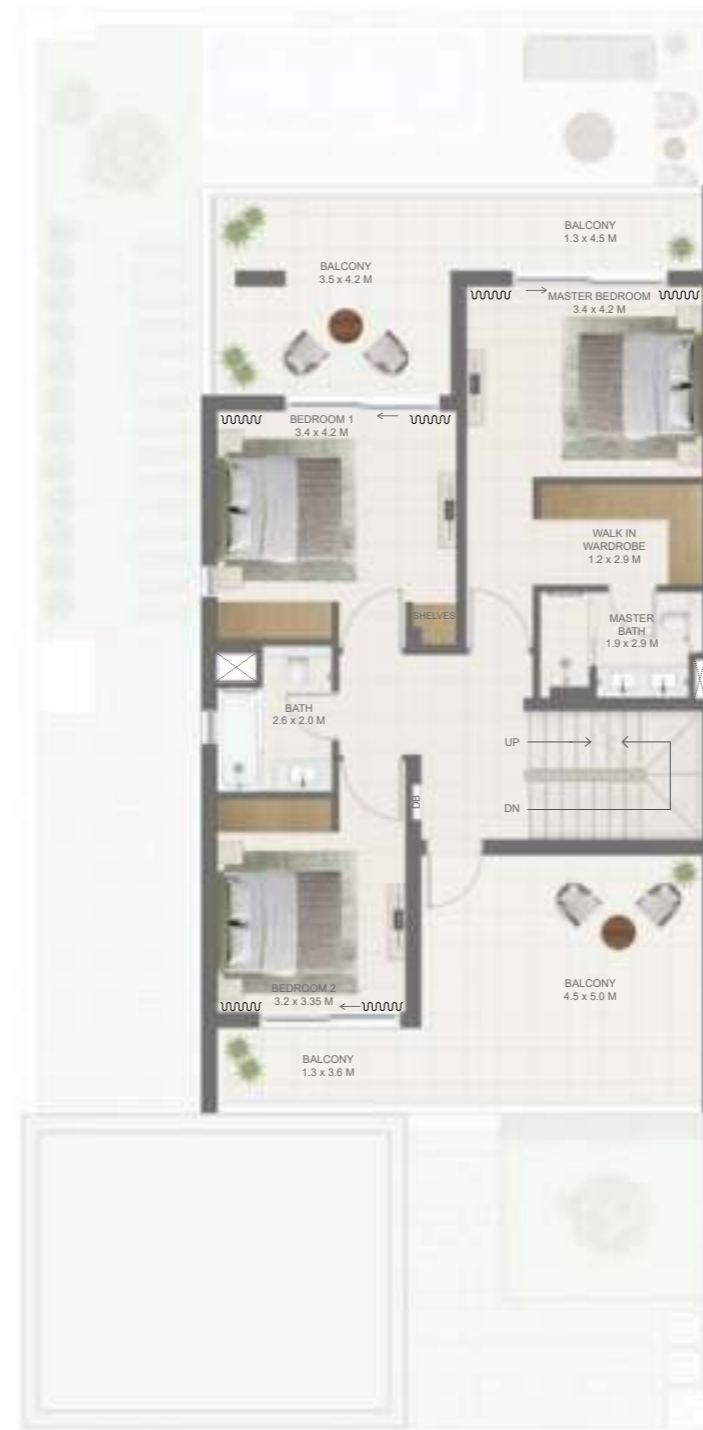 BALCONY
1.3 x 4.5 M
BALCONY
3.5 x 4.2 M
MASTER BEDROOM
3.4 x 4.2 M
BEDROOM 1
3.4 x 4.2 M
WALK IN
WARDROBE
1.2 x 2.9 M
SHELVES
MASTER
BATH
1.9 x 2.9 M
BATH
2.6 x 2.0 M
UP
DN
DB
BALCONY
4.5 x 5.0 M
BEDROOM 2
3.2 x 3.35 M
BALCONY
1.3 x 3.6 M